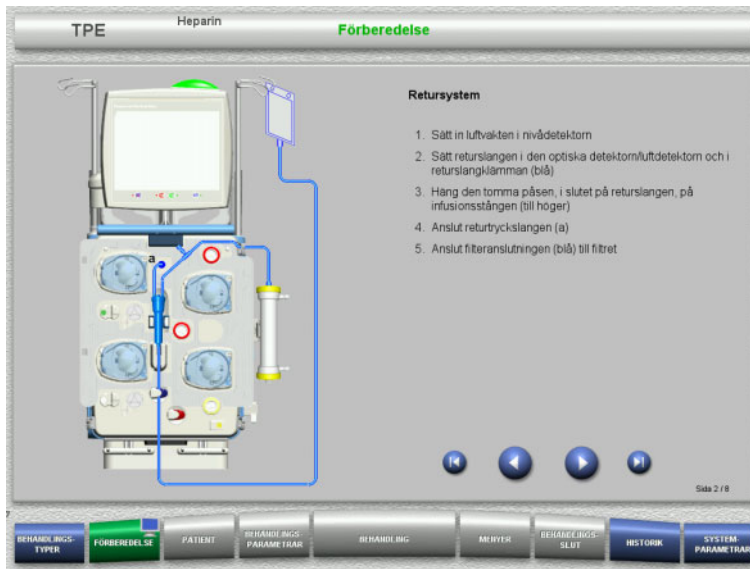 TPE
Heparin
Förberedelse
Retursystem
1. Sätt in luftvakten i nivådetektorn
2. Sätt returslangen i den optiska detektorn/luftdetektorn och i
returslangklämman (blå)
3. Häng den tomma påsen, i slutet på returslangen, på
infusionsstången (till höger)
4. Anslut returtryckslangen (a)
5. Anslut filteranslutningen (blå) till filtret
a
Sida 2 / 8
BEHANDLINGS-
TYPER
FÖRBEREDELSE
PATIENT
BEHANDLINGS-
PARAMETRAR
BEHANDLING
MENYER
BEHANDLINGS-
SLUT
HISTORIK
SYSTEM-
PARAMETRAR